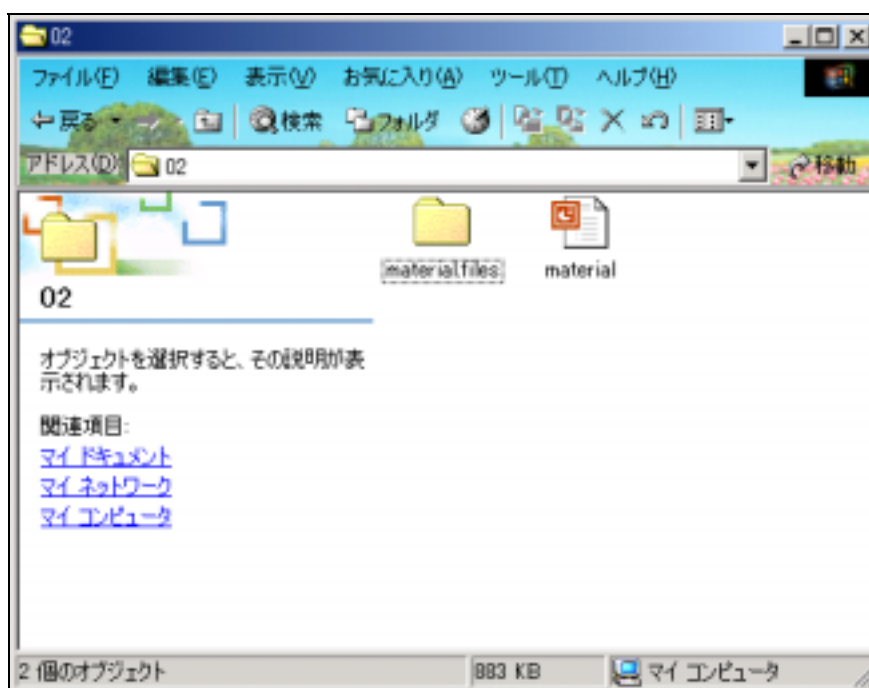 02
ファイル(F) 編集(E) 表示(V) お気に入り(A) ツール(T) ヘルプ(H)
戻る 検索 フォルダ
アドレス(D) 02 移動
material.files material
02
オブジェクトを選択すると、その説明が表
示されます。
関連項目:
マイ ドキュメント
マイ ネットワーク
マイ コンピュータ
2 個のオブジェクト 883 KB マイ コンピュータ